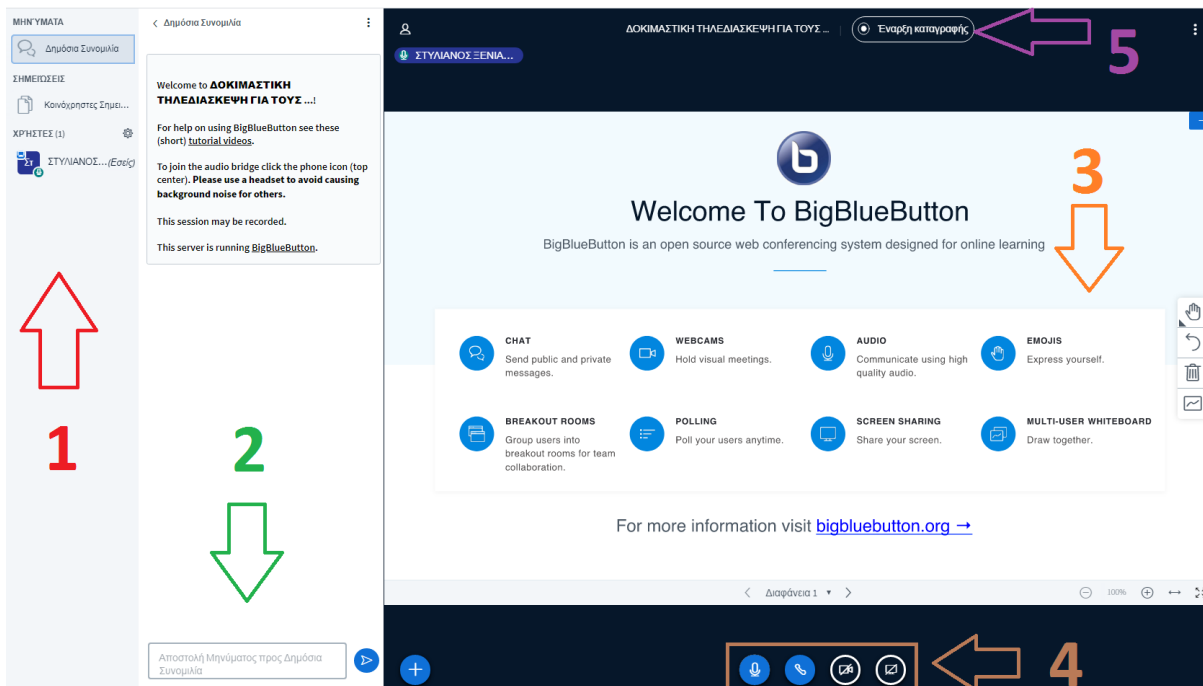 ΜΗΝΎΜΑΤΑ
Δημόσια Συνομιλία
ΣΗΜΕΙΏΣΕΙΣ
Κοινόχρηστες Σημει...
ΧΡΉΣΤΕΣ (1)
Στ
ΣΤΥΛΙΑΝΟΣ... (Εσείς)
1
Δημόσια Συνομιλία
Welcome to ΔΟΚΙΜΑΣΤΙΚΗ
ΤΗΛΕΔΙΑΣΚΕΨΗ ΓΙΑ ΤΟΥΣ ...!
For help on using BigBlueButton see these
(short) tutorial videos.
To join the audio bridge click the phone icon (top
center). Please use a headset to avoid causing
background noise for others.
This session may be recorded.
This server is running BigBlueButton.
2
Αποστολή Μηνύματος προς Δημόσια
Συνομιλία
ΔΟΚΙΜΑΣΤΙΚΗ ΤΗΛΕΔΙΑΣΚΕΨΗ ΓΙΑ ΤΟΥΣ ...
Έναρξη καταγραφής
5
ΣΤΥΛΙΑΝΟΣ ΞΕΝΙΑ...
b
3
Welcome To BigBlueButton
BigBlueButton is an open source web conferencing system designed for online learning
CHAT
Send public and private
messages.
WEBCAMS
Hold visual meetings.
AUDIO
Communicate using high
quality audio.
EMOJIS
Express yourself.
BREAKOUT ROOMS
Group users into
breakout rooms for team
collaboration.
POLLING
Poll your users anytime.
SCREEN SHARING
Share your screen.
MULTI-USER WHITEBOARD
Draw together.
For more information visit bigbluebutton.org →
Διαφάνεια 1
100%
4